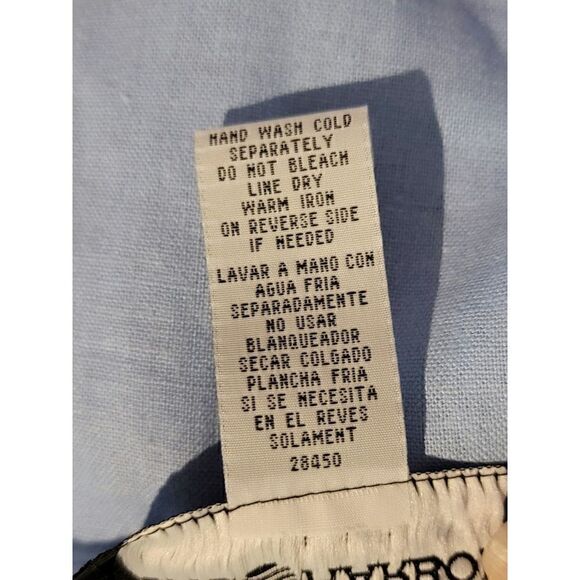 HAND WASH COLD
SEPARATELY
DO NOT BLEACH
LINE DRY
WARM IRON
ON REVERSE SIDE
IF NEEDED
LAVAR A MANO CON
AGUA FRIA
SEPARADAMENTE
NO USAR
BLANQUEADOR
SECAR COLGADO
PLANCHA FRIA
SI SE NECESITA
EN EL REVES
SOLAMENT
28450